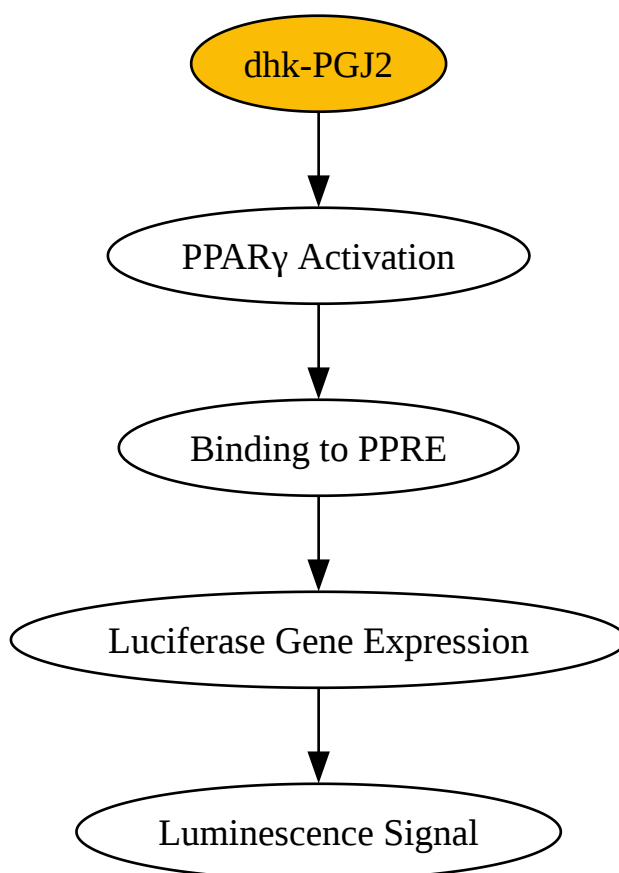 dhk-PGJ2
PPARγ Activation
Binding to PPRE
Luciferase Gene Expression
Luminescence Signal